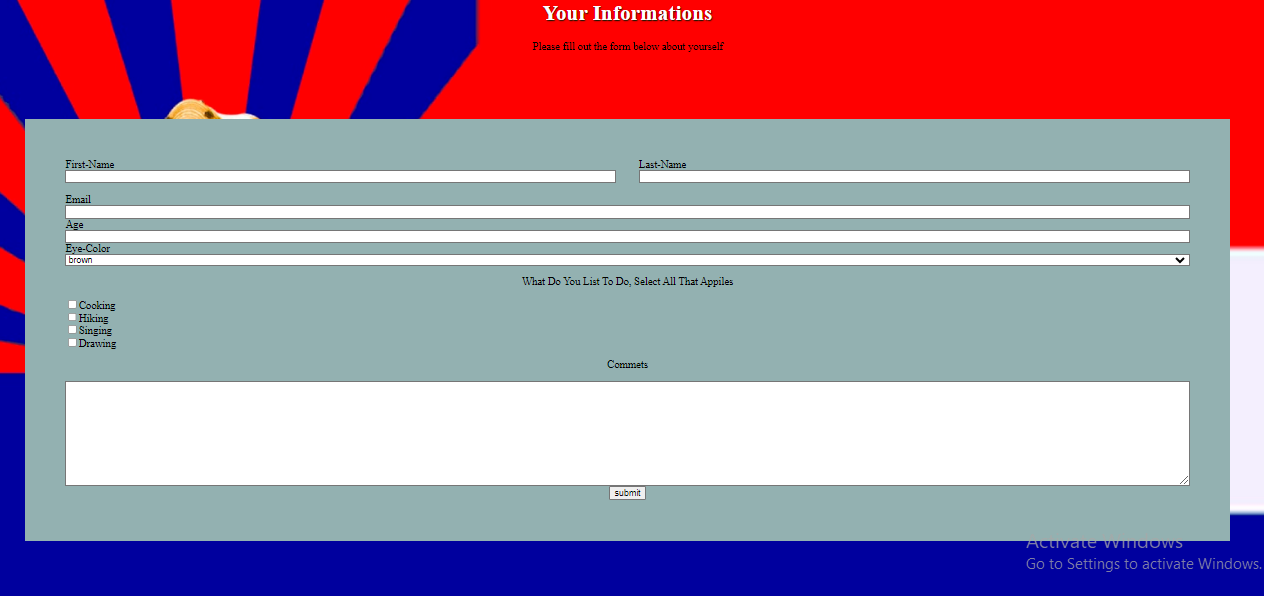 Your Informations
Please fill out the form below about yourself
First-Name Last-Name
Email
Age
Eye-Color
brown
What Do You List To Do, Select All That Appiles
Cooking
Hiking
Singing
Drawing
Commets
submit
Activate Windows
Go to Settings to activate Windows.